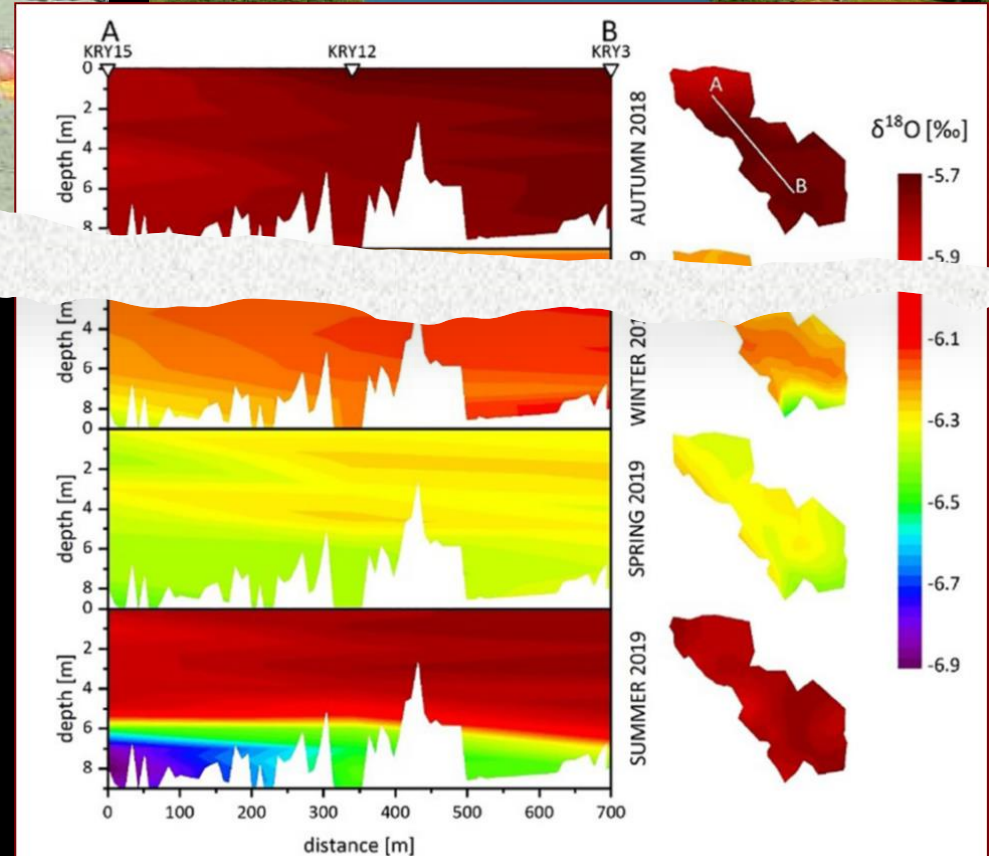 A
B
KRY15
KRY12
KRY3
0
2
4
6
8
depth [m]
AUTUMN 2018
A
B
δ18O [‰]
-5.7
-5.9
-6.1
-6.3
-6.5
-6.7
-6.9
4
6
8
depth [m]
WINTER 201
9
0
2
4
6
8
depth [m]
SPRING 2019
0
2
4
6
8
depth [m]
SUMMER 2019
0
100
200
300
400
500
600
700
distance [m]